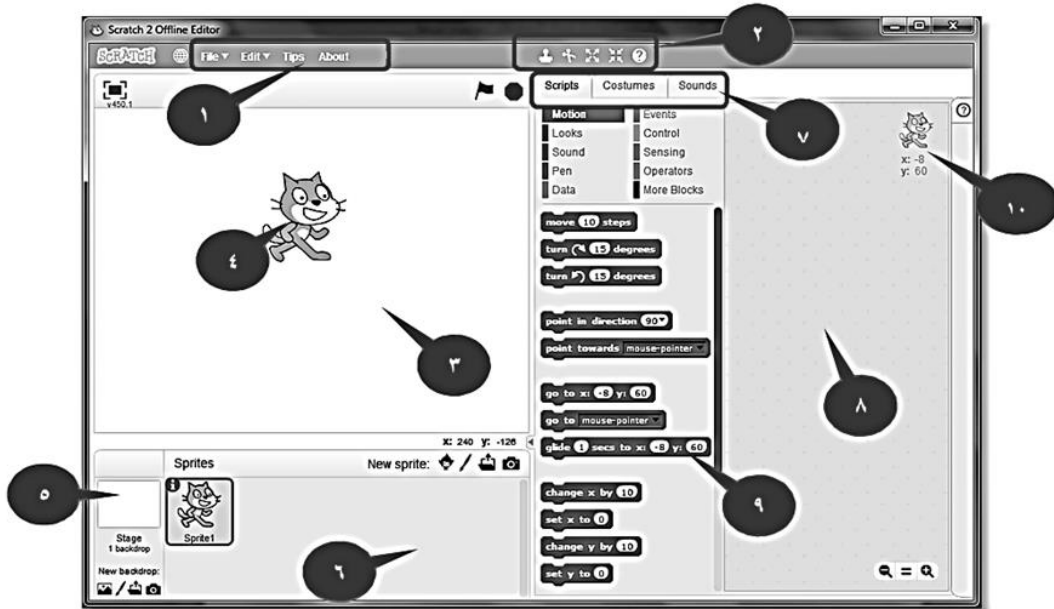 Scratch 2 Offline Editor
SCRATCH File Edit Tips About
٢
v450.1
١
Scripts Costumes Sounds
٧
Motion Events
Looks Control
Sound Sensing
Pen Operators
Data More Blocks
x: -8
y: 60
١٠
٤
move 10 steps
turn 15 degrees
turn 15 degrees
point in direction 90
point towards mouse-pointer
٣
٨
go to x: -8 y: 60
go to mouse-pointer
glide 1 secs to x: -8 y: 60
٩
X: 240 y: -126
Sprites New sprite:
٥
Stage
1 backdrop
Sprite1
New backdrop:
٦
change x by 10
set x to 0
change y by 10
set y to 0